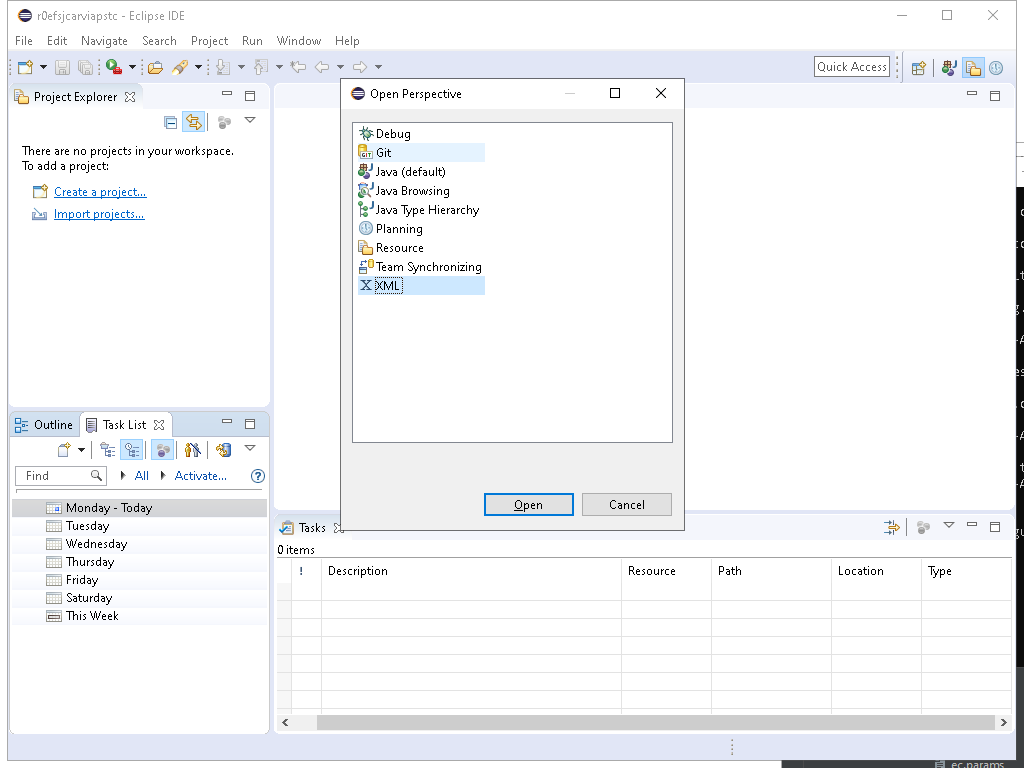 r0efsjcarviapstc - Eclipse IDE
File Edit Navigate Search Project Run Window Help
Quick Access
Project Explorer
There are no projects in your workspace.
To add a project:
Create a project...
Import projects...
Open Perspective
Debug
GIT Git
Java (default)
Java Browsing
Java Type Hierarchy
Planning
Resource
Team Synchronizing
X XML
Open Cancel
Outline Task List
Find All Activate... ?
Monday - Today
Tuesday
Wednesday
Thursday
Friday
Saturday
This Week
Tasks
0 items
! Description Resource Path Location Type
ec.params